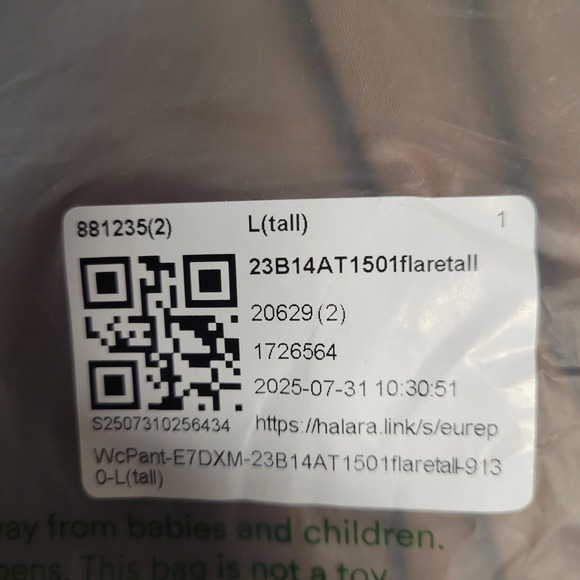 881235(2) L(tall) 1
23B14AT1501flaretall
20629(2)
1726564
2025-07-31 10:30:51
S2507310256434 https://halara.link/s/eurep
WcPant-E7DXM-23B14AT1501flaretall-913
0-L(tall)
away from babies and children.
This bag is not a toy